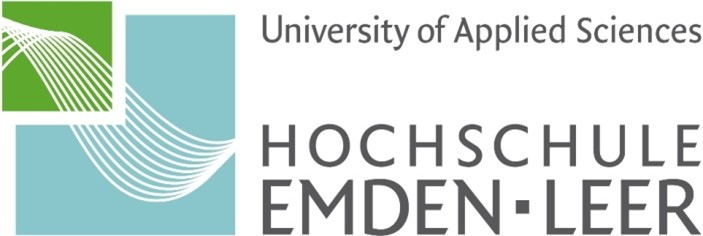 University of Applied Sciences
HOCHSCHULE
EMDEN▪LEER